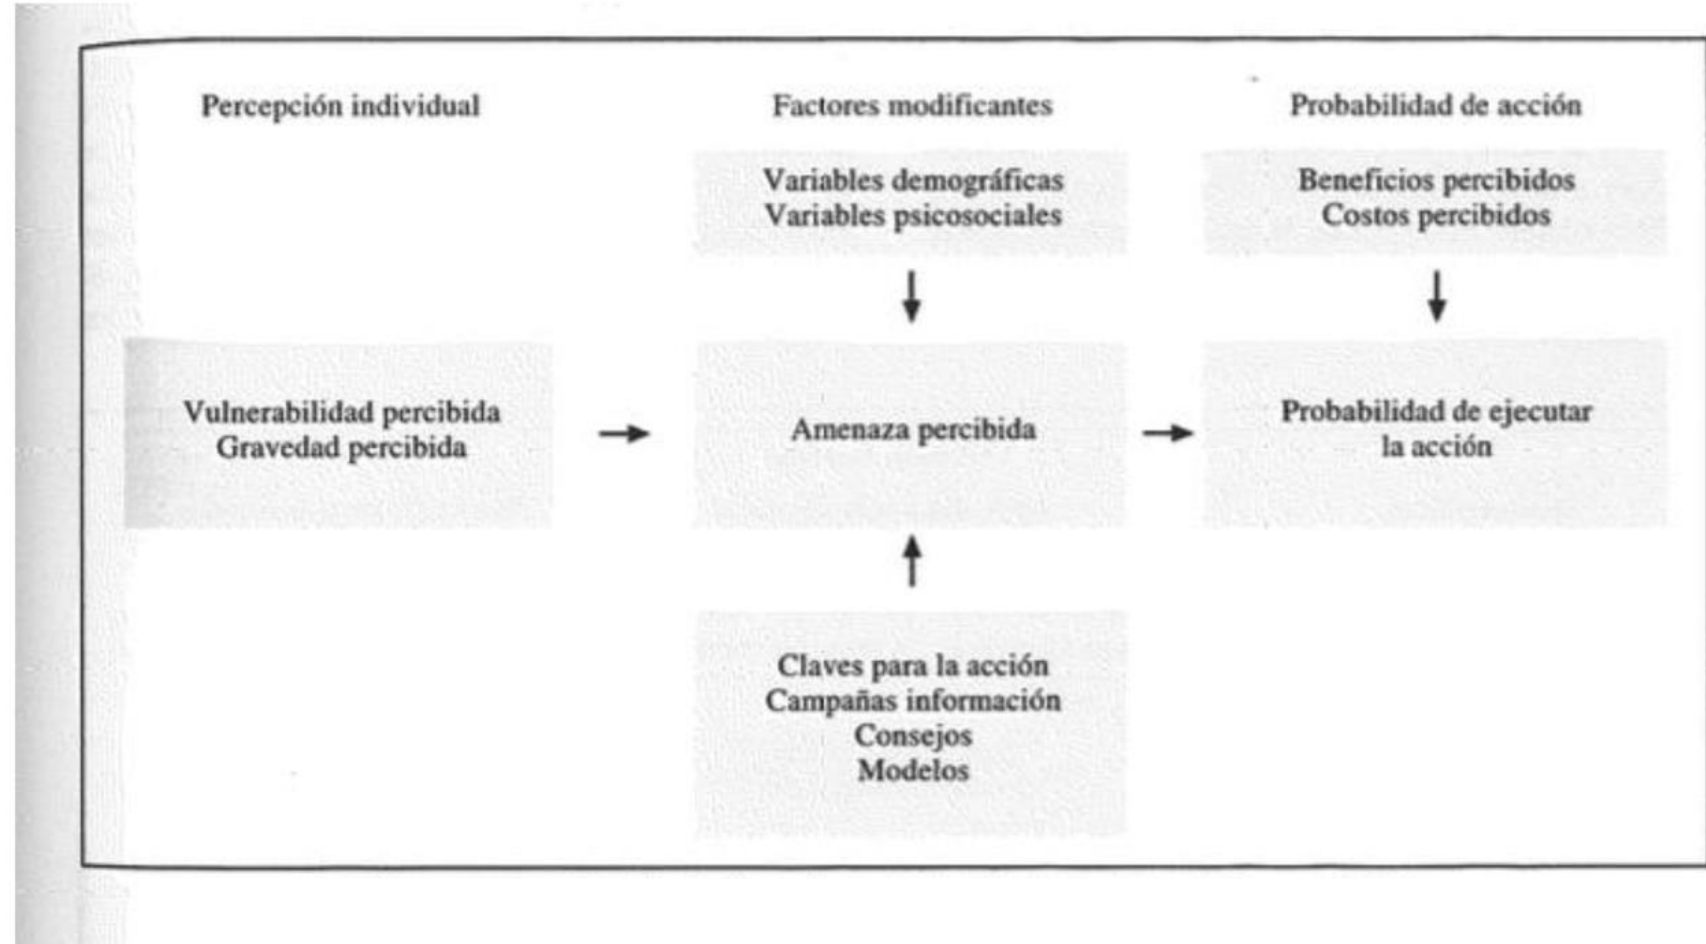 Percepción individual
Factores modificantes
Probabilidad de acción
Variables demográficas
Variables psicosociales
Beneficios percibidos
Costos percibidos
Vulnerabilidad percibida
Gravedad percibida
Amenaza percibida
Probabilidad de ejecutar
la acción
Claves para la acción
Campañas información
Consejos
Modelos